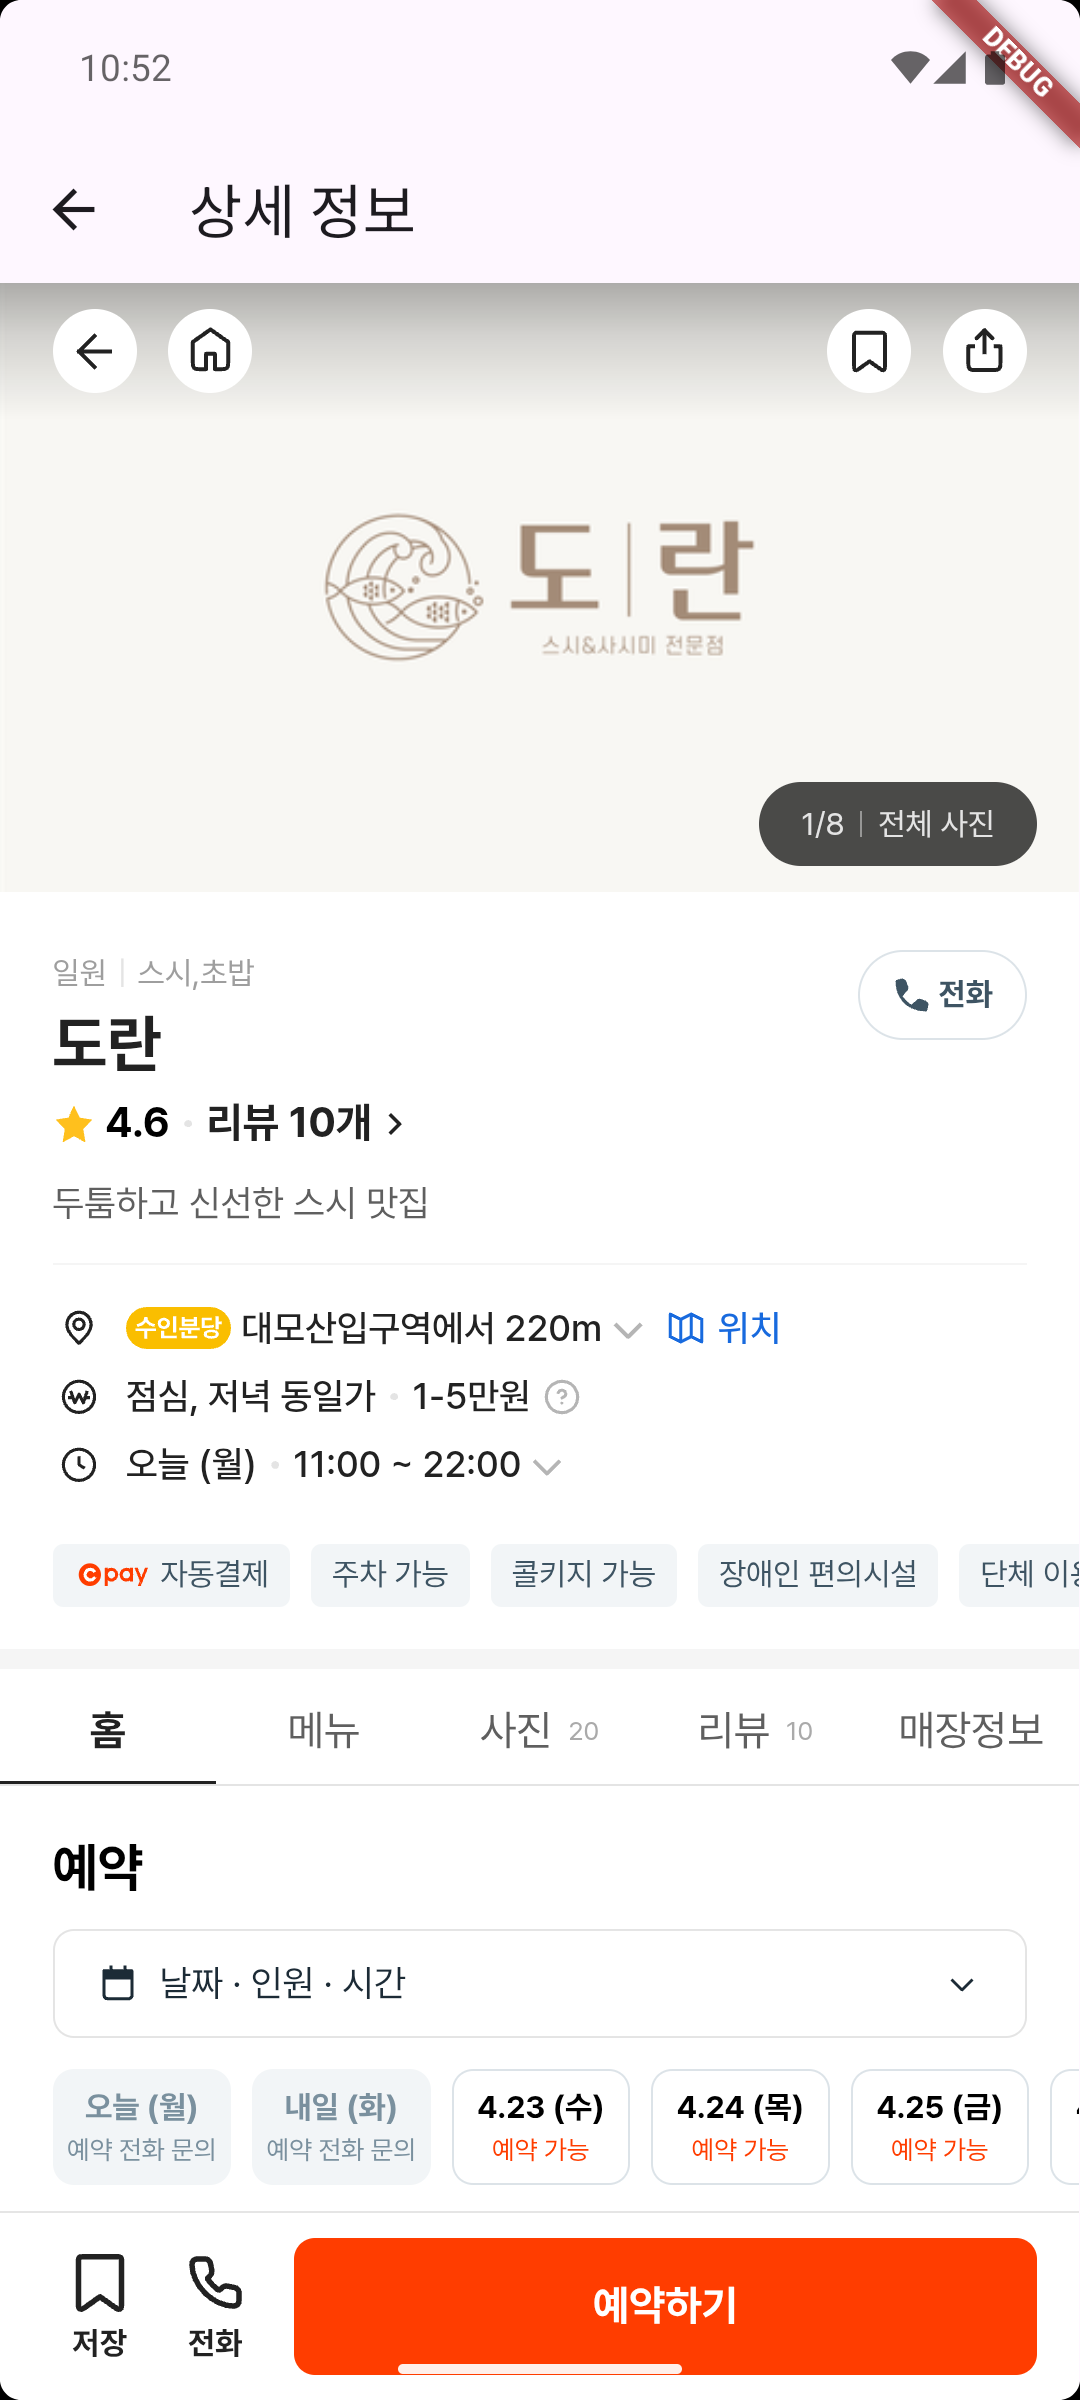 10:52
DEBUG
상세 정보
도|란
스시&사시미 전문점
1/8 | 전체 사진
일원 | 스시,초밥
전화
도란
4.6 · 리뷰 10개 >
두툼하고 신선한 스시 맛집
수인분당 대모산입구역에서 220m 위치
점심, 저녁 동일가 · 1-5만원 ?
오늘 (월) · 11:00 ~ 22:00
pay 자동결제 주차 가능 콜키지 가능 장애인 편의시설 단체
홈 메뉴 사진 20 리뷰 10 매장정보
예약
날짜 · 인원 · 시간
오늘 (월) 내일 (화) 4.23 (수) 4.24 (목) 4.25 (금)
예약 전화 문의 예약 전화 문의 예약 가능 예약 가능 예약 가능
저장 전화 예약하기